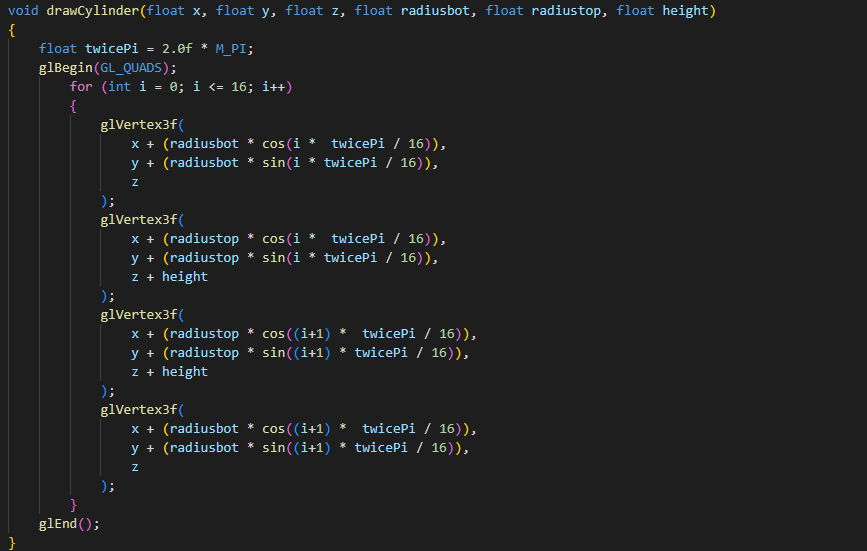 void drawCylinder(float x, float y, float z, float radiusbot, float radiustop, float height)
{
    float twicePi = 2.0f * M_PI;
    glBegin(GL_QUADS);
        for (int i = 0; i <= 16; i++)
        {
            glVertex3f(
                x + (radiusbot * cos(i *  twicePi / 16)),
                y + (radiusbot * sin(i * twicePi / 16)),
                z
            );
            glVertex3f(
                x + (radiustop * cos(i *  twicePi / 16)),
                y + (radiustop * sin(i * twicePi / 16)),
                z + height
            );
            glVertex3f(
                x + (radiustop * cos((i+1) *  twicePi / 16)),
                y + (radiustop * sin((i+1) * twicePi / 16)),
                z + height
            );
            glVertex3f(
                x + (radiusbot * cos((i+1) *  twicePi / 16)),
                y + (radiusbot * sin((i+1) * twicePi / 16)),
                z
            );
        }
    glEnd();
}